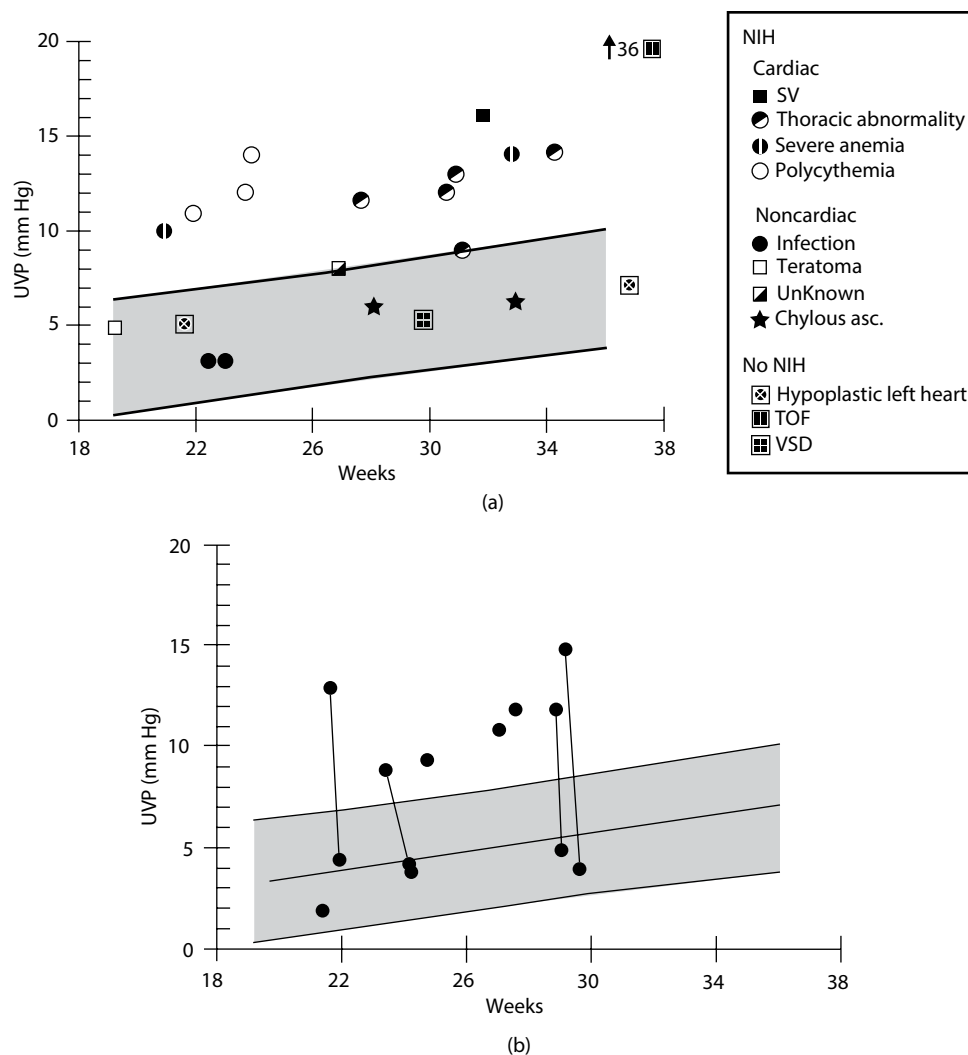 20
15
10
5
0
UVP (mm Hg)
18 22 26 30 34 38
Weeks
36
(a)
NIH
Cardiac
SV
Thoracic abnormality
Severe anemia
Polycythemia
Noncardiac
Infection
Teratoma
UnKnown
Chylous asc.
No NIH
Hypoplastic left heart
TOF
VSD
20
15
10
5
0
UVP (mm Hg)
18 22 26 30 34 38
Weeks
(b)